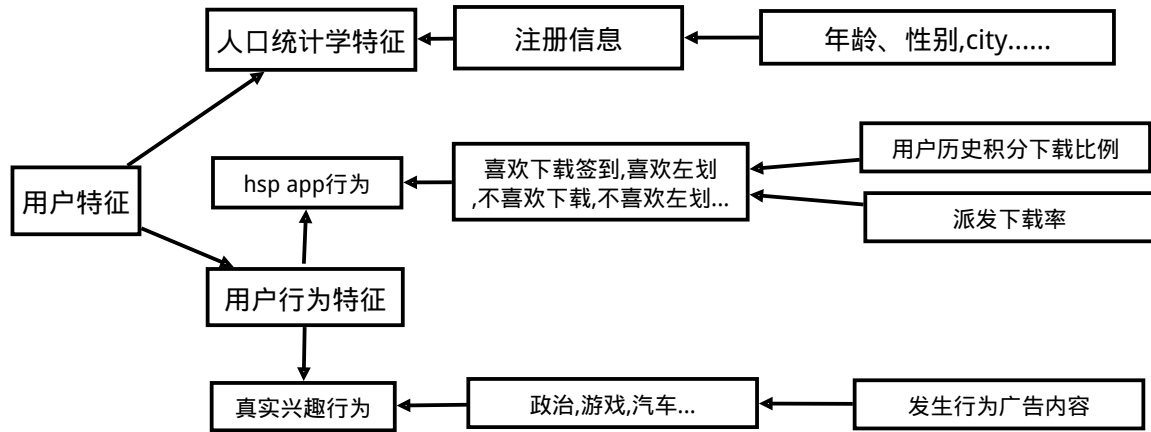 人口统计学特征
注册信息
年龄、性别,city......
用户历史积分下载比例
hsp app行为
喜欢下载签到,喜欢左划
,不喜欢下载,不喜欢左划...
用户特征
派发下载率
用户行为特征
真实兴趣行为
政治,游戏,汽车...
发生行为广告内容